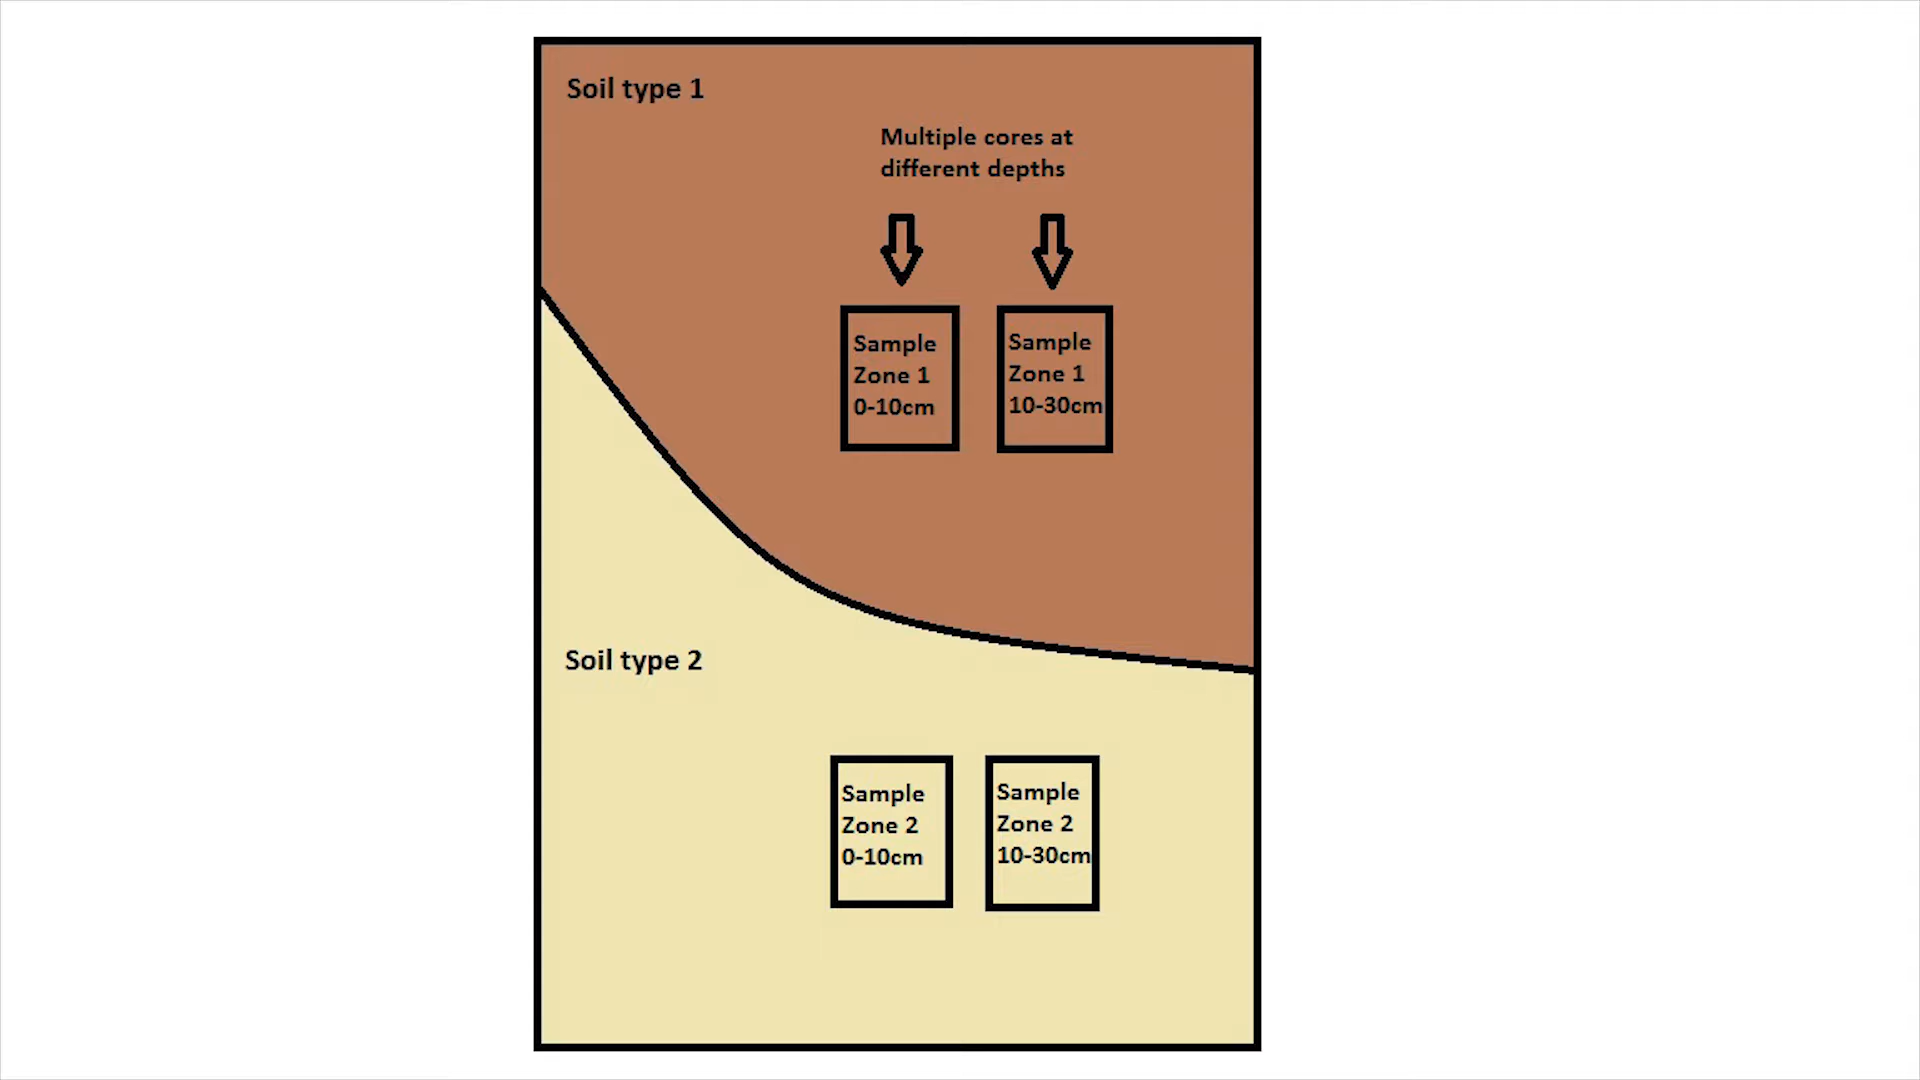 Soil type 1
Multiple cores at
different depths
Sample
Zone 1
0-10cm
Sample
Zone 1
10-30cm
Soil type 2
Sample
Zone 2
0-10cm
Sample
Zone 2
10-30cm